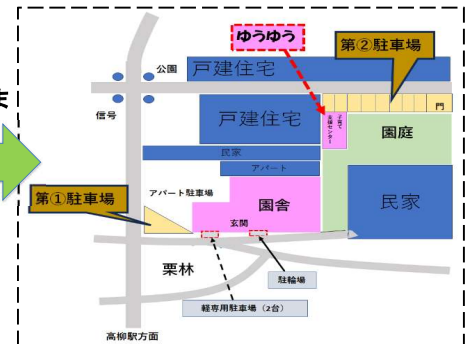 ゆうゆう
第②駐車場
公園
戸建住宅
信号
戸建住宅
子育て
支援センター
門
園庭
民家
アパート
民家
アパート駐車場
第①駐車場
園舎
玄関
栗林
駐輪場
軽専用駐車場(2台)
高柳駅方面